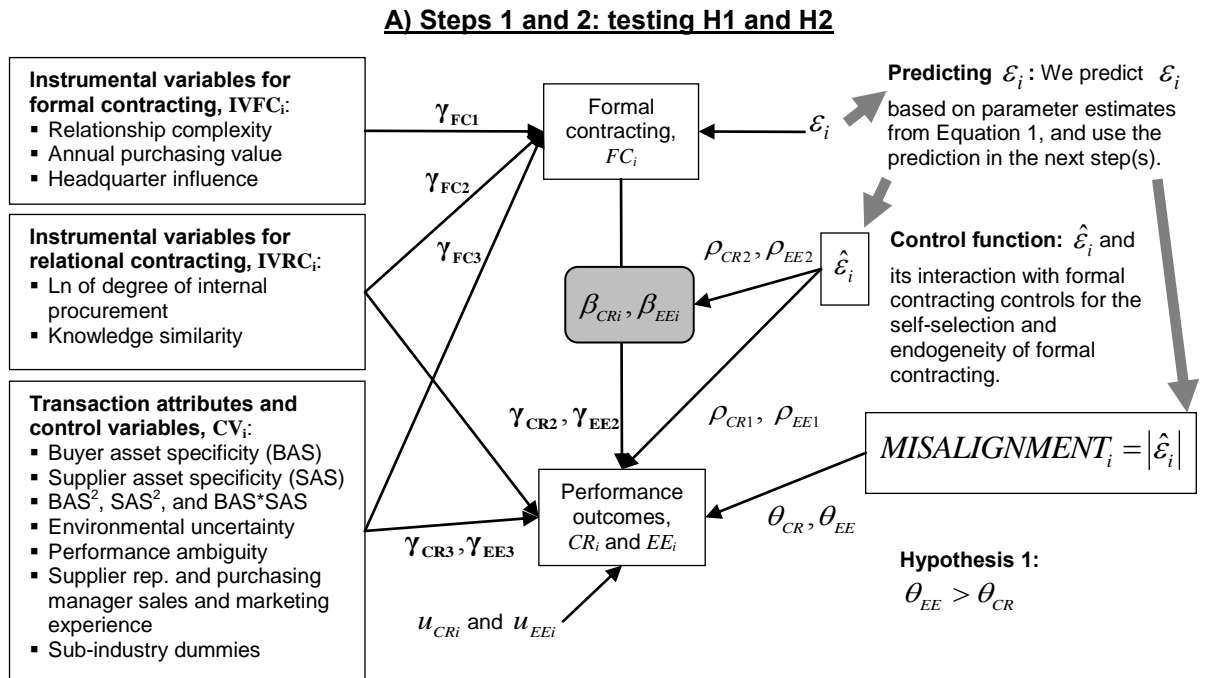 A) Steps 1 and 2: testing H1 and H2
Instrumental variables for
formal contracting, IVFCᵢ:
▪ Relationship complexity
▪ Annual purchasing value
▪ Headquarter influence
Instrumental variables for
relational contracting, IVRCᵢ:
▪ Ln of degree of internal
procurement
▪ Knowledge similarity
Transaction attributes and
control variables, CVᵢ:
▪ Buyer asset specificity (BAS)
▪ Supplier asset specificity (SAS)
▪ BAS², SAS², and BAS*SAS
▪ Environmental uncertainty
▪ Performance ambiguity
▪ Supplier rep. and purchasing
manager sales and marketing
experience
▪ Sub-industry dummies
γFC1
γFC2
γFC3
Formal
contracting,
FCᵢ
εᵢ
Predicting εᵢ : We predict εᵢ
based on parameter estimates
from Equation 1, and use the
prediction in the next step(s).
ρCR2, ρEE2
ε̂ᵢ
Control function: ε̂ᵢ and
its interaction with formal
contracting controls for the
self-selection and
endogeneity of formal
contracting.
βCRi, βEEi
γCR2, γEE2
ρCR1, ρEE1
MISALIGNMENTᵢ = |ε̂ᵢ|
Performance
outcomes,
CRᵢ and EEᵢ
γCR3, γEE3
θCR, θEE
uCRi and uEEi
Hypothesis 1:
θEE > θCR